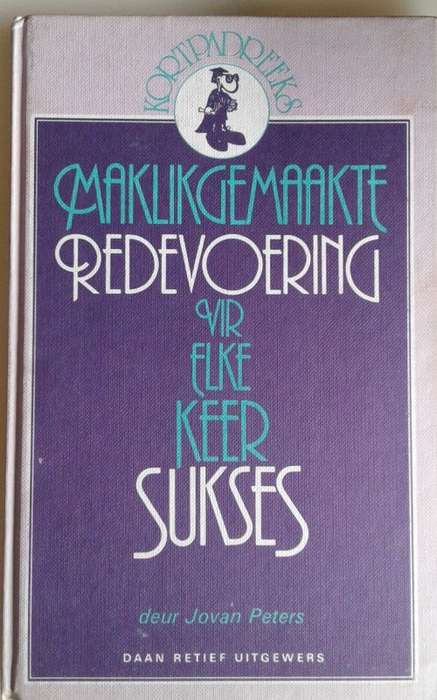 KORTPADREEKS
MAKLIKGEMAAKTE
REDEVOERING
VIR
ELKE
KEER
SUKSES
deur Jovan Peters
DAAN RETIEF UITGEWERS